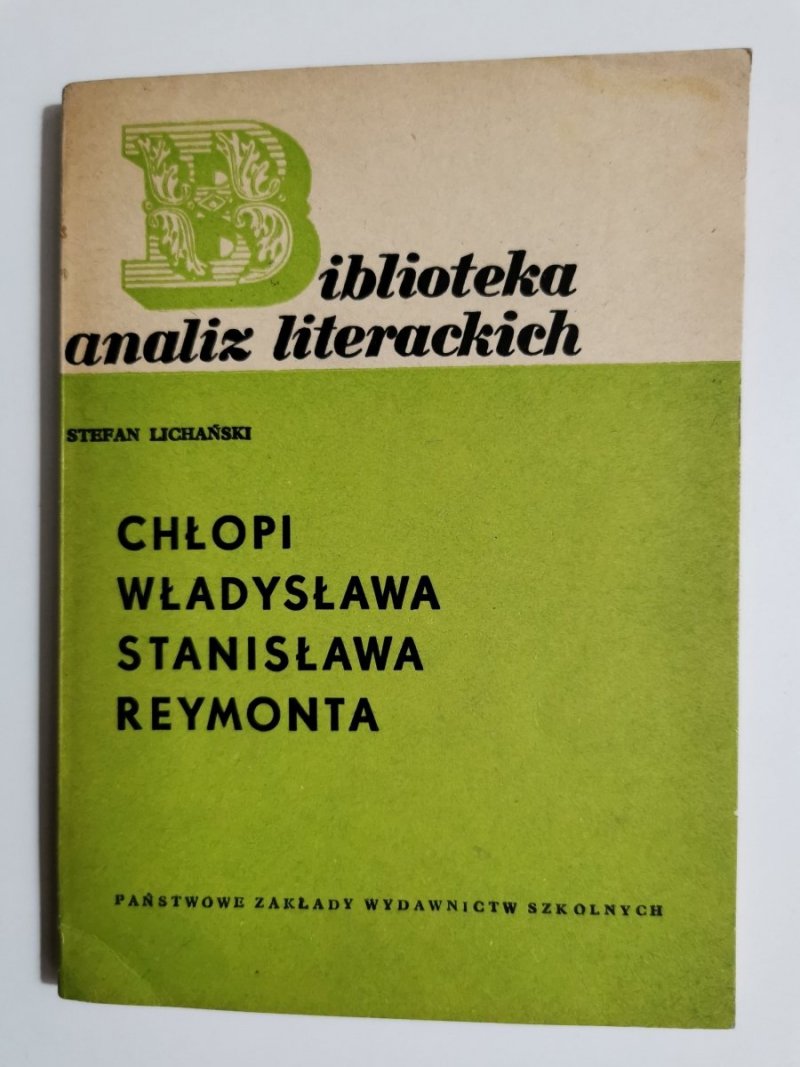 Biblioteka
analiz literackich
STEFAN LICHAŃSKI
CHŁOPI
WŁADYSŁAWA
STANISŁAWA
REYMONTA
PAŃSTWOWE ZAKŁADY WYDAWNICTW SZKOLNYCH